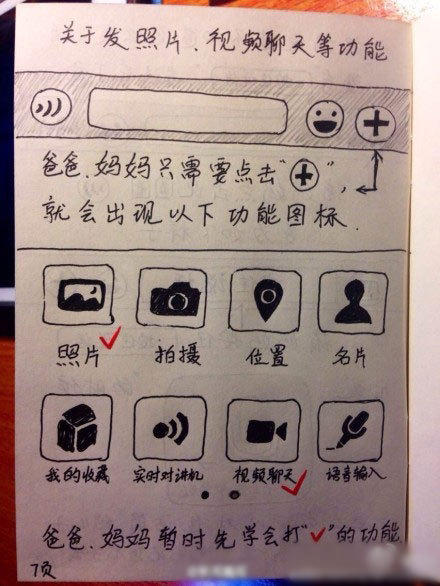 关于发照片、视频聊天等功能
爸爸、妈妈只需要点击“+”,
就会出现以下功能图标.
照片 拍摄 位置 名片
我的收藏 实时对讲机 视频聊天 语音输入
爸爸、妈妈暂时先学会打“✓”的功能
7页